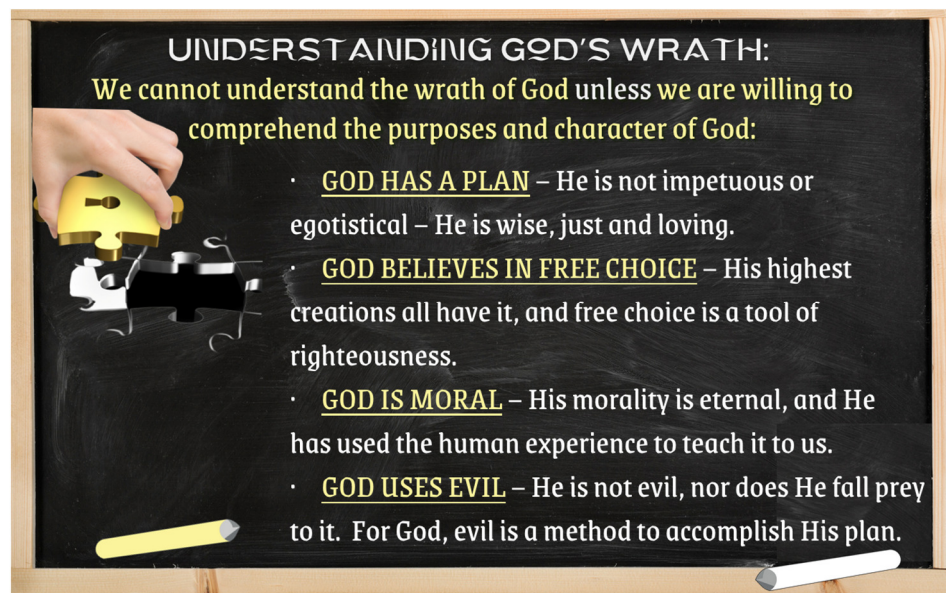 UNDERSTANDING GOD'S WRATH:
We cannot understand the wrath of God unless we are willing to
comprehend the purposes and character of God:
· GOD HAS A PLAN – He is not impetuous or
egotistical – He is wise, just and loving.
· GOD BELIEVES IN FREE CHOICE – His highest
creations all have it, and free choice is a tool of
righteousness.
· GOD IS MORAL – His morality is eternal, and He
has used the human experience to teach it to us.
· GOD USES EVIL – He is not evil, nor does He fall prey
to it.  For God, evil is a method to accomplish His plan.